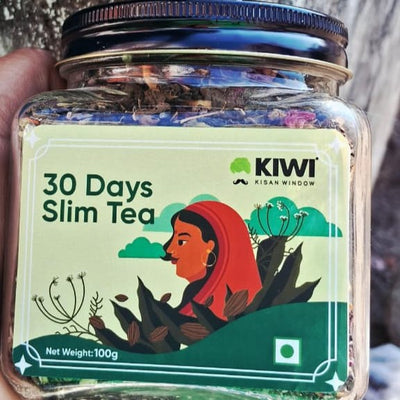 KIWI
KISAN WINDOW
30 Days
Slim Tea
Net Weight:100g